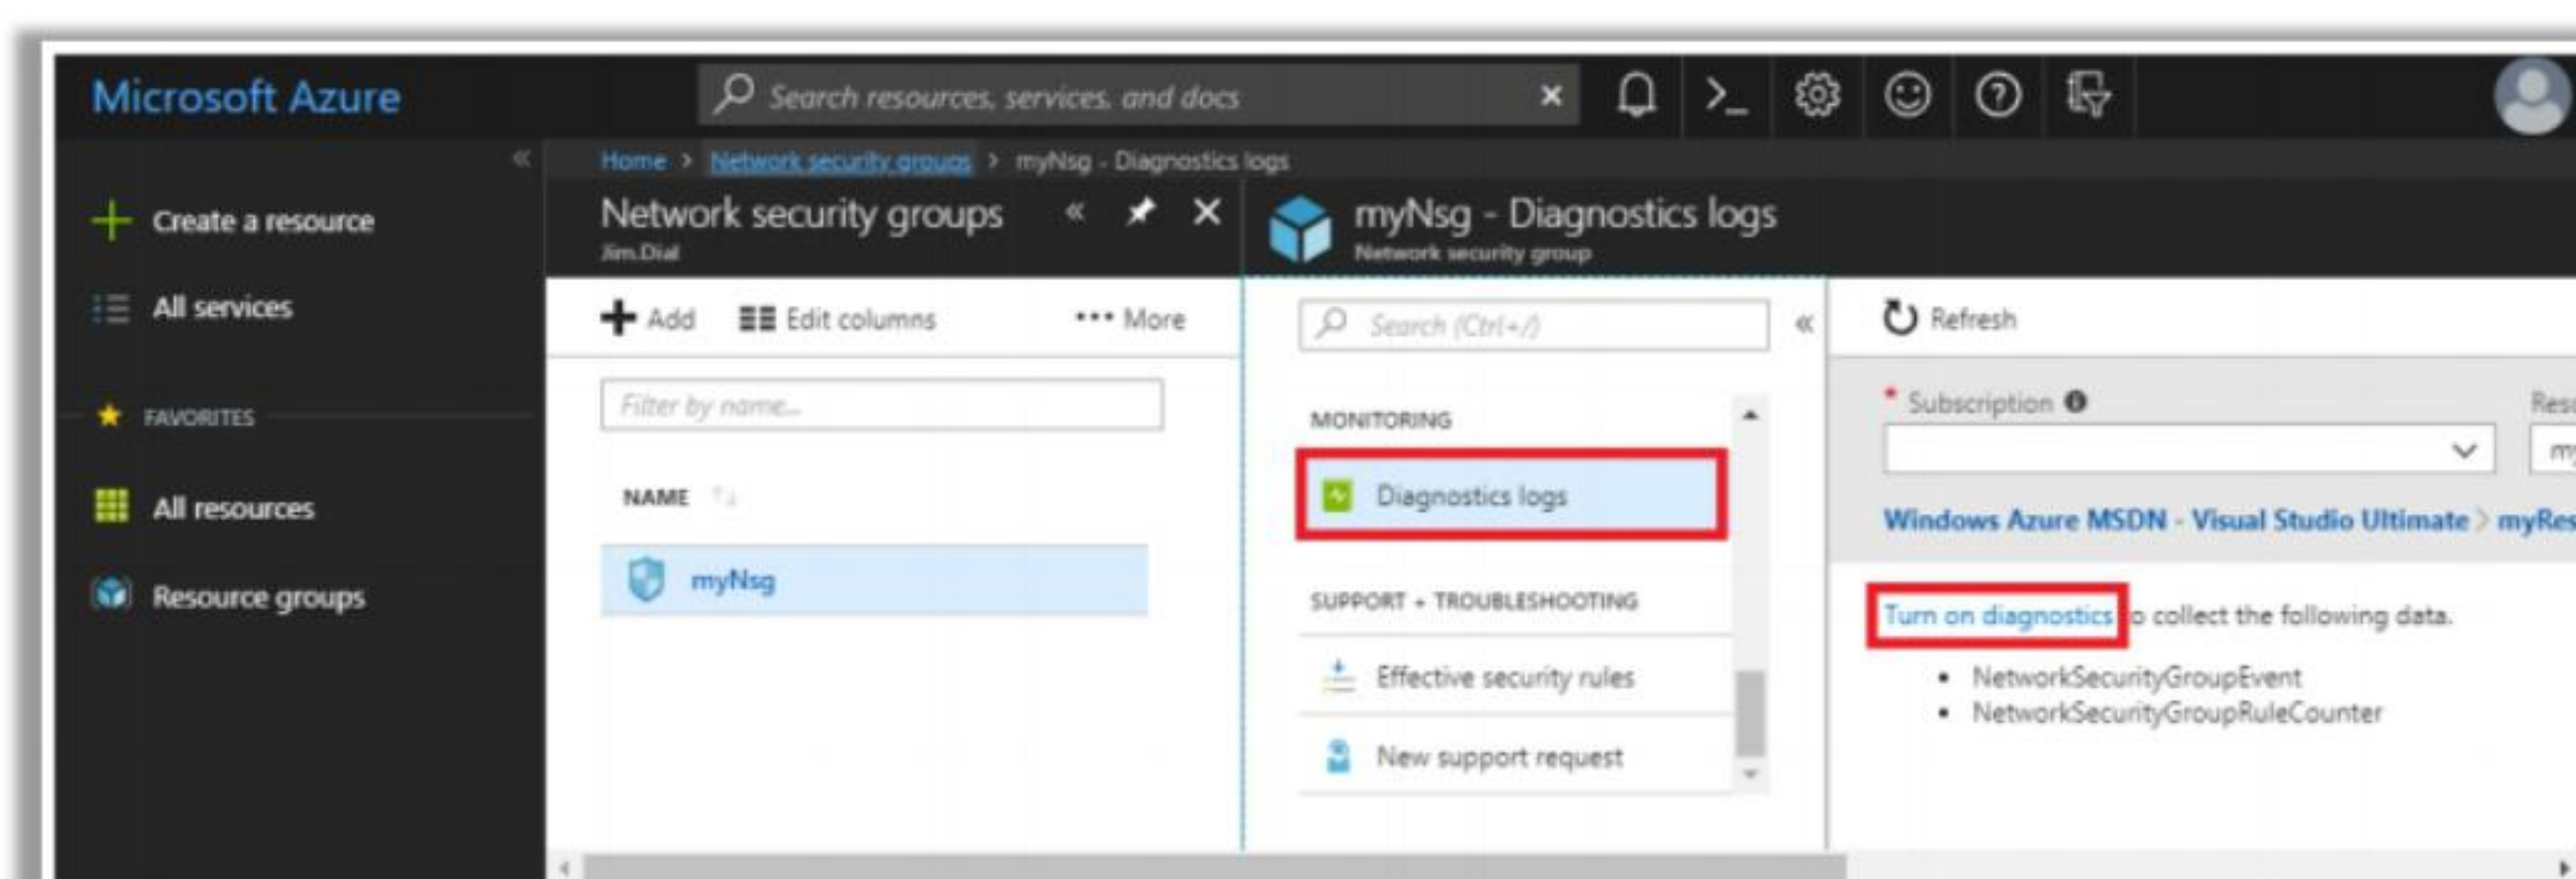 Microsoft Azure
Search resources, services, and docs
Home > Network security groups > myNsg - Diagnostics logs
Create a resource
All services
FAVORITES
All resources
Resource groups
Network security groups
Jim.Dial
Add Edit columns ••• More
Filter by name...
NAME
myNsg
myNsg - Diagnostics logs
Network security group
Search (Ctrl+/)
MONITORING
Diagnostics logs
SUPPORT + TROUBLESHOOTING
Effective security rules
New support request
Refresh
* Subscription
Windows Azure MSDN - Visual Studio Ultimate >
Turn on diagnostics to collect the following data.
• NetworkSecurityGroupEvent
• NetworkSecurityGroupRuleCounter